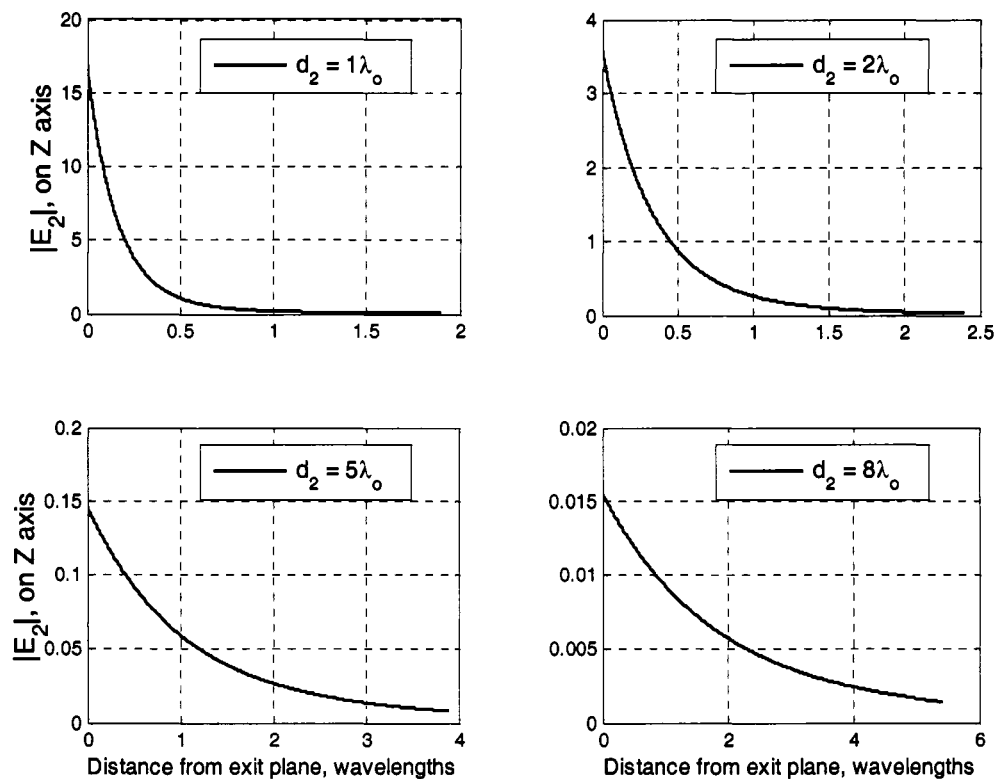 20
15
10
5
0
|E₂|, on Z axis
d₂ = 1λₒ
0 0.5 1 1.5 2
4
3
2
1
0
d₂ = 2λₒ
0 0.5 1 1.5 2 2.5
0.2
0.15
0.1
0.05
0
|E₂|, on Z axis
d₂ = 5λₒ
0 1 2 3 4
Distance from exit plane, wavelengths
0.02
0.015
0.01
0.005
0
d₂ = 8λₒ
0 2 4 6
Distance from exit plane, wavelengths